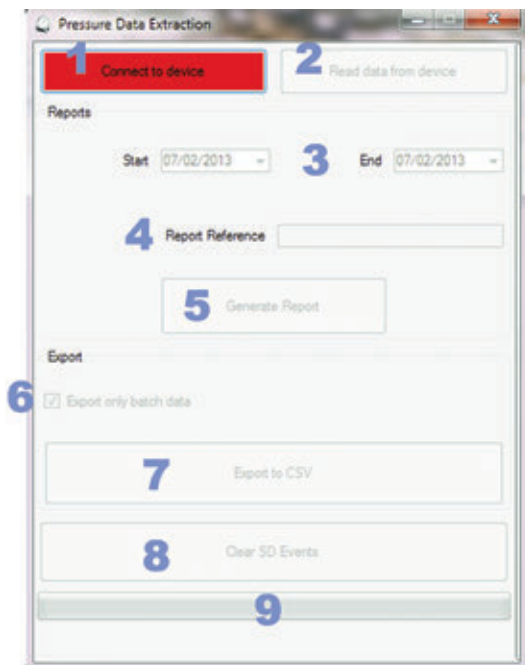 Pressure Data Extraction
1 Connect to device 2 Read data from device
Reports
Start 07/02/2013 3 End 07/02/2013
4 Report Reference
5 Generate Report
Export
6 Export only batch data
7 Export to CSV
8 Clear SD Events
9